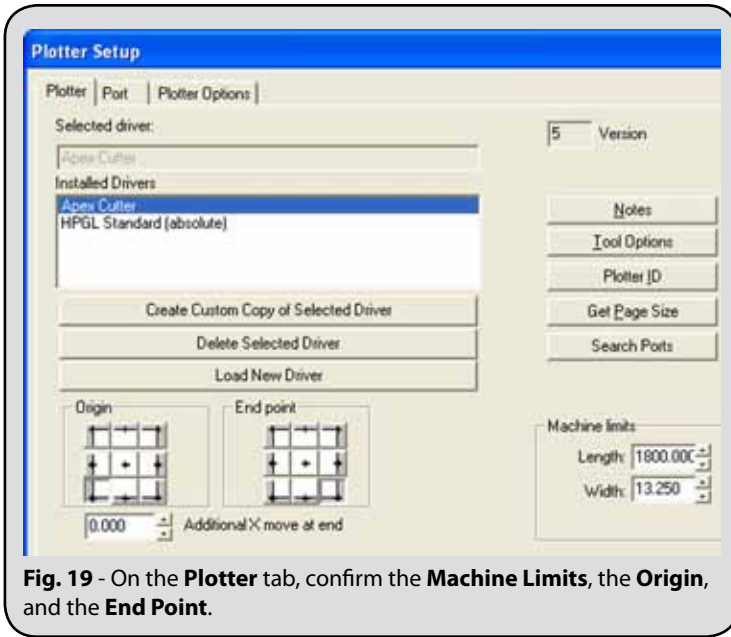 Plotter Setup
Plotter Port Plotter Options
Selected driver:
5 Version
Apex Cutter
Installed Drivers
Apex Cutter
HPGL Standard (absolute)
Notes
Tool Options
Plotter ID
Create Custom Copy of Selected Driver
Get Page Size
Delete Selected Driver
Search Ports
Load New Driver
Origin End point
Machine limits
Length: 1800.000
Width: 13.250
0.000 Additional X move at end
Fig. 19 - On the Plotter tab, confirm the Machine Limits, the Origin,
and the End Point.